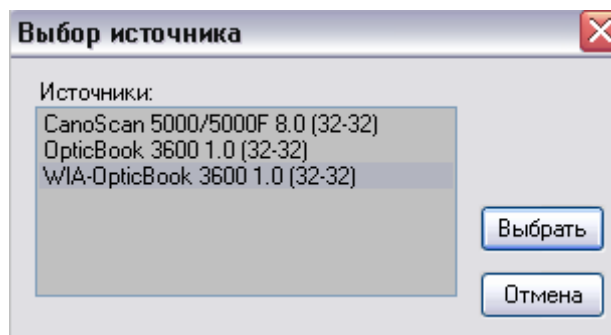 Выбор источника
Источники:
CanoScan 5000/5000F 8.0 (32-32)
OpticBook 3600 1.0 (32-32)
WIA-OpticBook 3600 1.0 (32-32)
Выбрать
Отмена